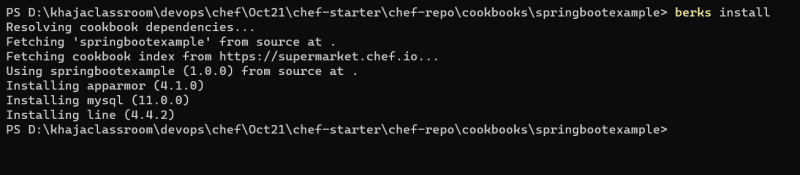 PS D:\khajaclassroom\devops\chef\Oct21\chef-starter\chef-repo\cookbooks\springbootexample> berks install
Resolving cookbook dependencies...
Fetching 'springbootexample' from source at .
Fetching cookbook index from https://supermarket.chef.io...
Using springbootexample (1.0.0) from source at .
Installing apparmor (4.1.0)
Installing mysql (11.0.0)
Installing line (4.4.2)
PS D:\khajaclassroom\devops\chef\Oct21\chef-starter\chef-repo\cookbooks\springbootexample>